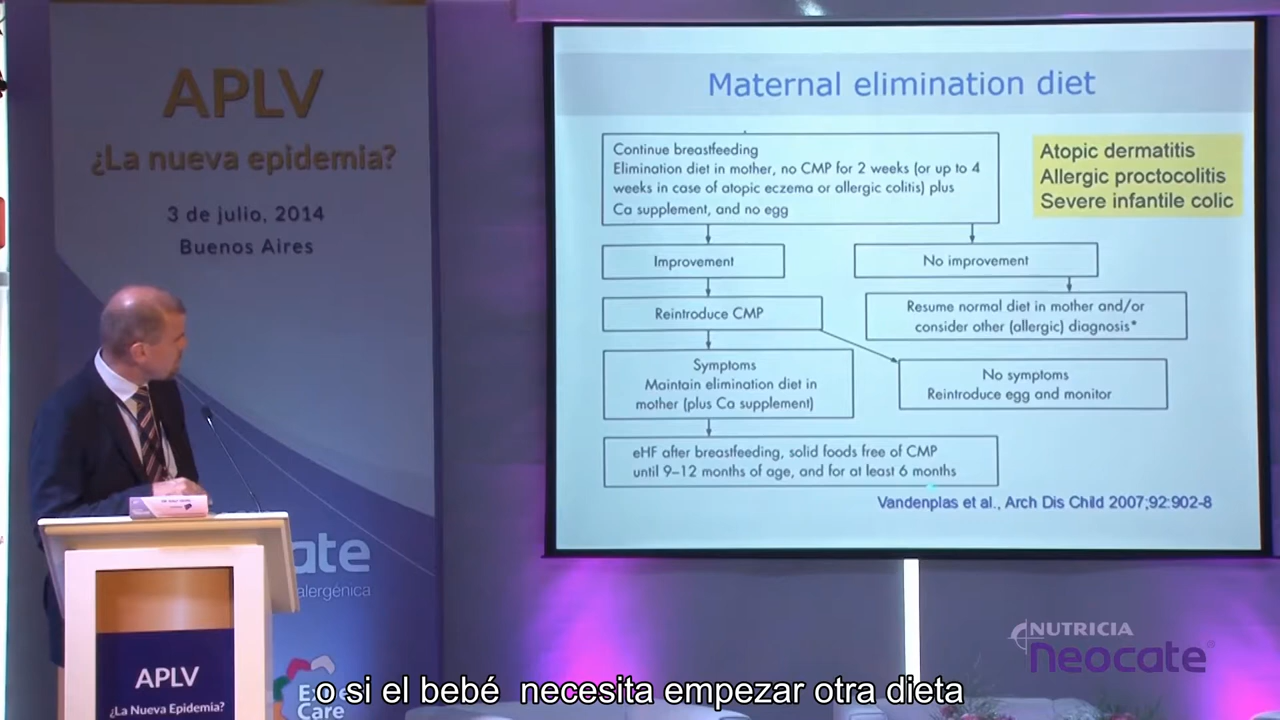 APLV
¿La nueva epidemia?
3 de julio, 2014
Buenos Aires
Maternal elimination diet
Continue breastfeeding
Elimination diet in mother, no CMP for 2 weeks (or up to 4
weeks in case of atopic eczema or allergic colitis) plus
Ca supplement, and no egg
Atopic dermatitis
Allergic proctocolitis
Severe infantile colic
Improvement
No improvement
Reintroduce CMP
Resume normal diet in mother and/or
consider other (allergic) diagnosis*
Symptoms
Maintain elimination diet in
mother (plus Ca supplement)
No symptoms
Reintroduce egg and monitor
eHF after breastfeeding, solid foods free of CMP
until 9–12 months of age, and for at least 6 months
Vandenplas et al., Arch Dis Child 2007;92:902-8
cate
alergénica
APLV
¿La Nueva Epidemia?
Care
NUTRICIA
neocate®
o si el bebé necesita empezar otra dieta